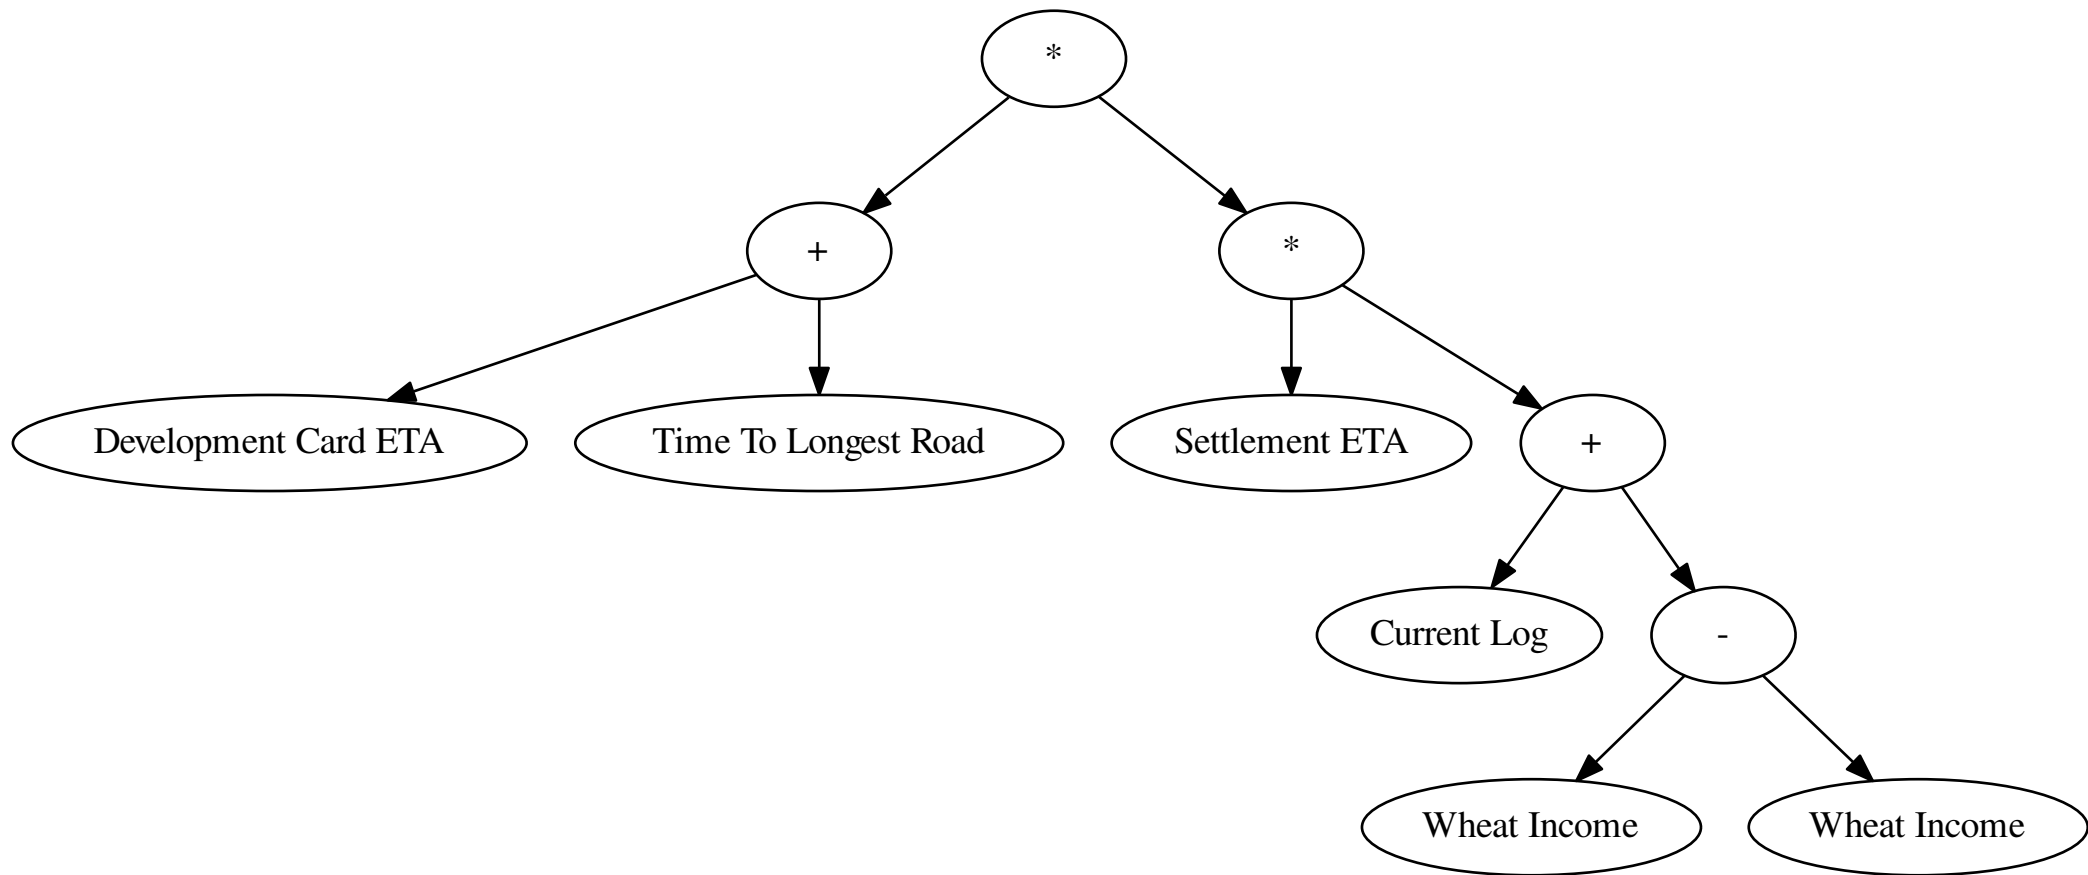 *
+
*
Development Card ETA
Time To Longest Road
Settlement ETA
+
Current Log
-
Wheat Income
Wheat Income